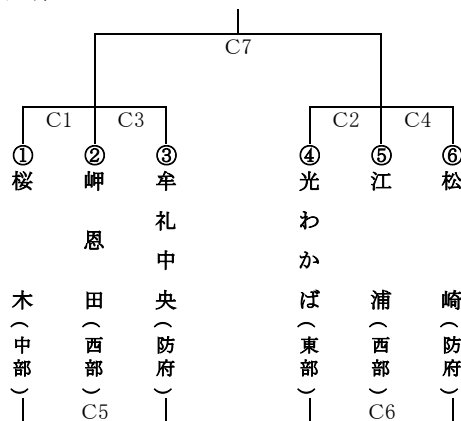 C7
C1 C3 C2 C4
① ② ③ ④ ⑤ ⑥
桜木(中部)
岬
恩田(西部)
牟礼中央(防府)
光わかば(東部)
江浦(西部)
松崎(防府)
C5 C6